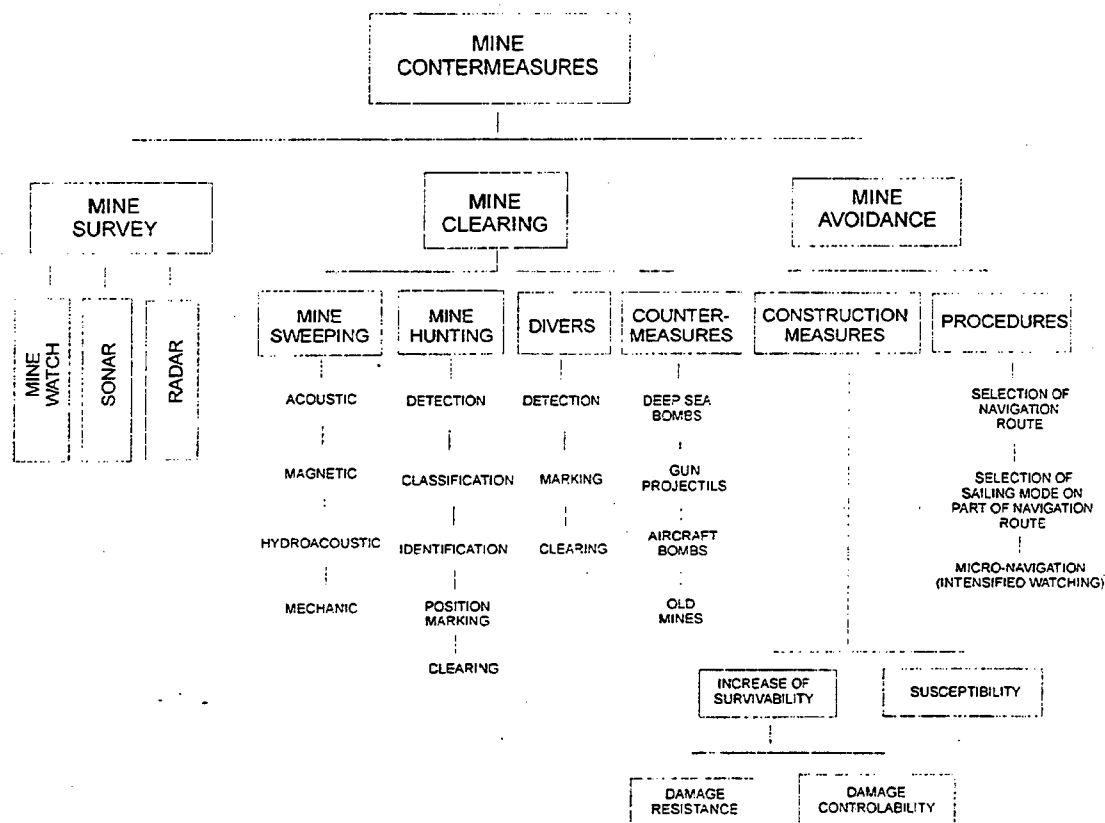 MINE
CONTERMEASURES
MINE
SURVEY
MINE
CLEARING
MINE
AVOIDANCE
MINE
WATCH
SONAR
RADAR
MINE
SWEEPING
MINE
HUNTING
DIVERS
COUNTER-
MEASURES
CONSTRUCTION
MEASURES
PROCEDURES
ACOUSTIC
MAGNETIC
HYDROACOUSTIC
MECHANIC
DETECTION
CLASSIFICATION
IDENTIFICATION
POSITION
MARKING
CLEARING
DETECTION
MARKING
CLEARING
DEEP SEA
BOMBS
GUN
PROJECTILS
AIRCRAFT
BOMBS
OLD
MINES
SELECTION OF
NAVIGATION
ROUTE
SELECTION OF
SAILING MODE ON
PART OF NAVIGATION
ROUTE
MICRO-NAVIGATION
(INTENSIFIED WATCHING)
INCREASE OF
SURVIVABILITY
SUSCEPTIBILITY
DAMAGE
RESISTANCE
DAMAGE
CONTROLABILITY